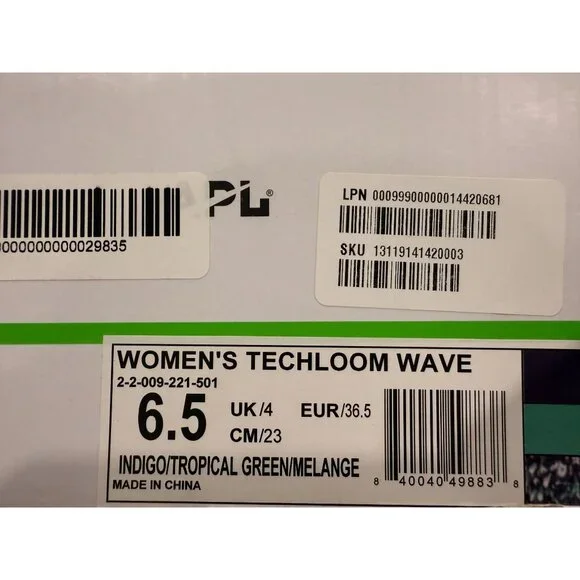 PL®
LPN 00099900000014420681
SKU 13119141420003
0000000000029835
WOMEN'S TECHLOOM WAVE
2-2-009-221-501
6.5 UK/4 EUR/36.5
CM/23
INDIGO/TROPICAL GREEN/MELANGE
MADE IN CHINA
8 40040 49883 8